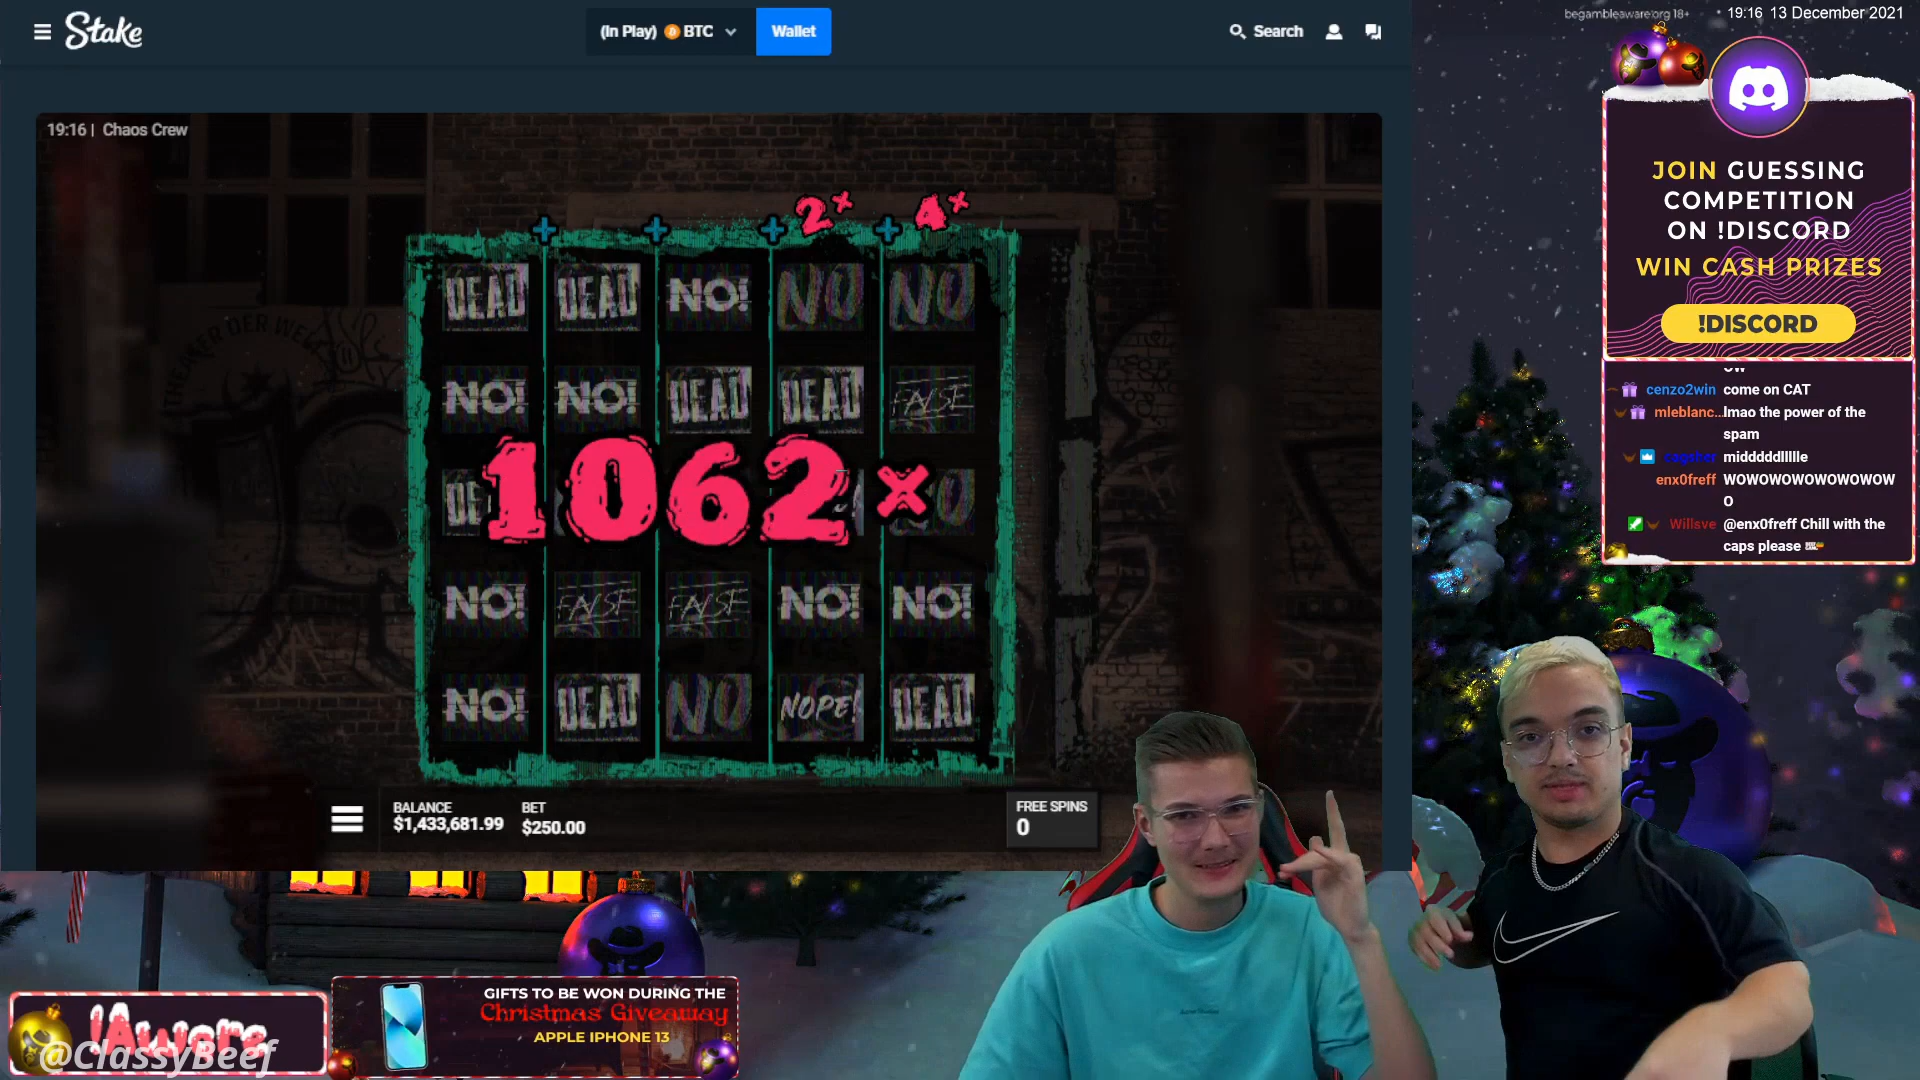 Stake
(In Play) BTC
Wallet
Search
begambleaware.org 18+
19:16 13 December 2021
19:16 | Chaos Crew
2x 4x
DEAD DEAD NO! NO NO
NO! NO! DEAD DEAD FALSE
1062x
NO! FALSE FALSE NO! NO!
NO! DEAD NO NOPE! DEAD
BALANCE
$1,433,681.99
BET
$250.00
FREE SPINS
0
JOIN GUESSING
COMPETITION
ON !DISCORD
WIN CASH PRIZES
!DISCORD
cenzo2win come on CAT
mleblanc... lmao the power of the
spam
midddddlllle
enx0freff WOWOWOWOWOWOWOW
O
Willsve @enx0freff Chill with the
caps please
GIFTS TO BE WON DURING THE
Christmas Giveaway
APPLE IPHONE 13
!Aware
@ClassyBeef